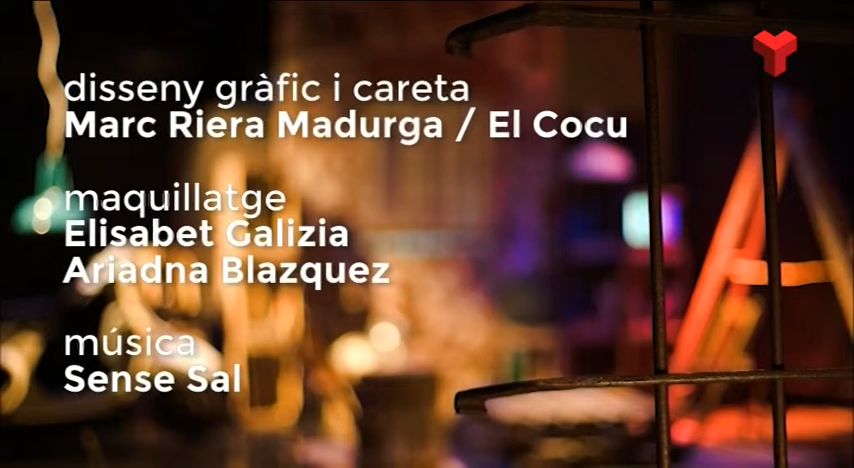 disseny gràfic i careta
Marc Riera Madurga / El Cocu
maquillatge
Elisabet Galizia
Ariadna Blazquez
música
Sense Sal